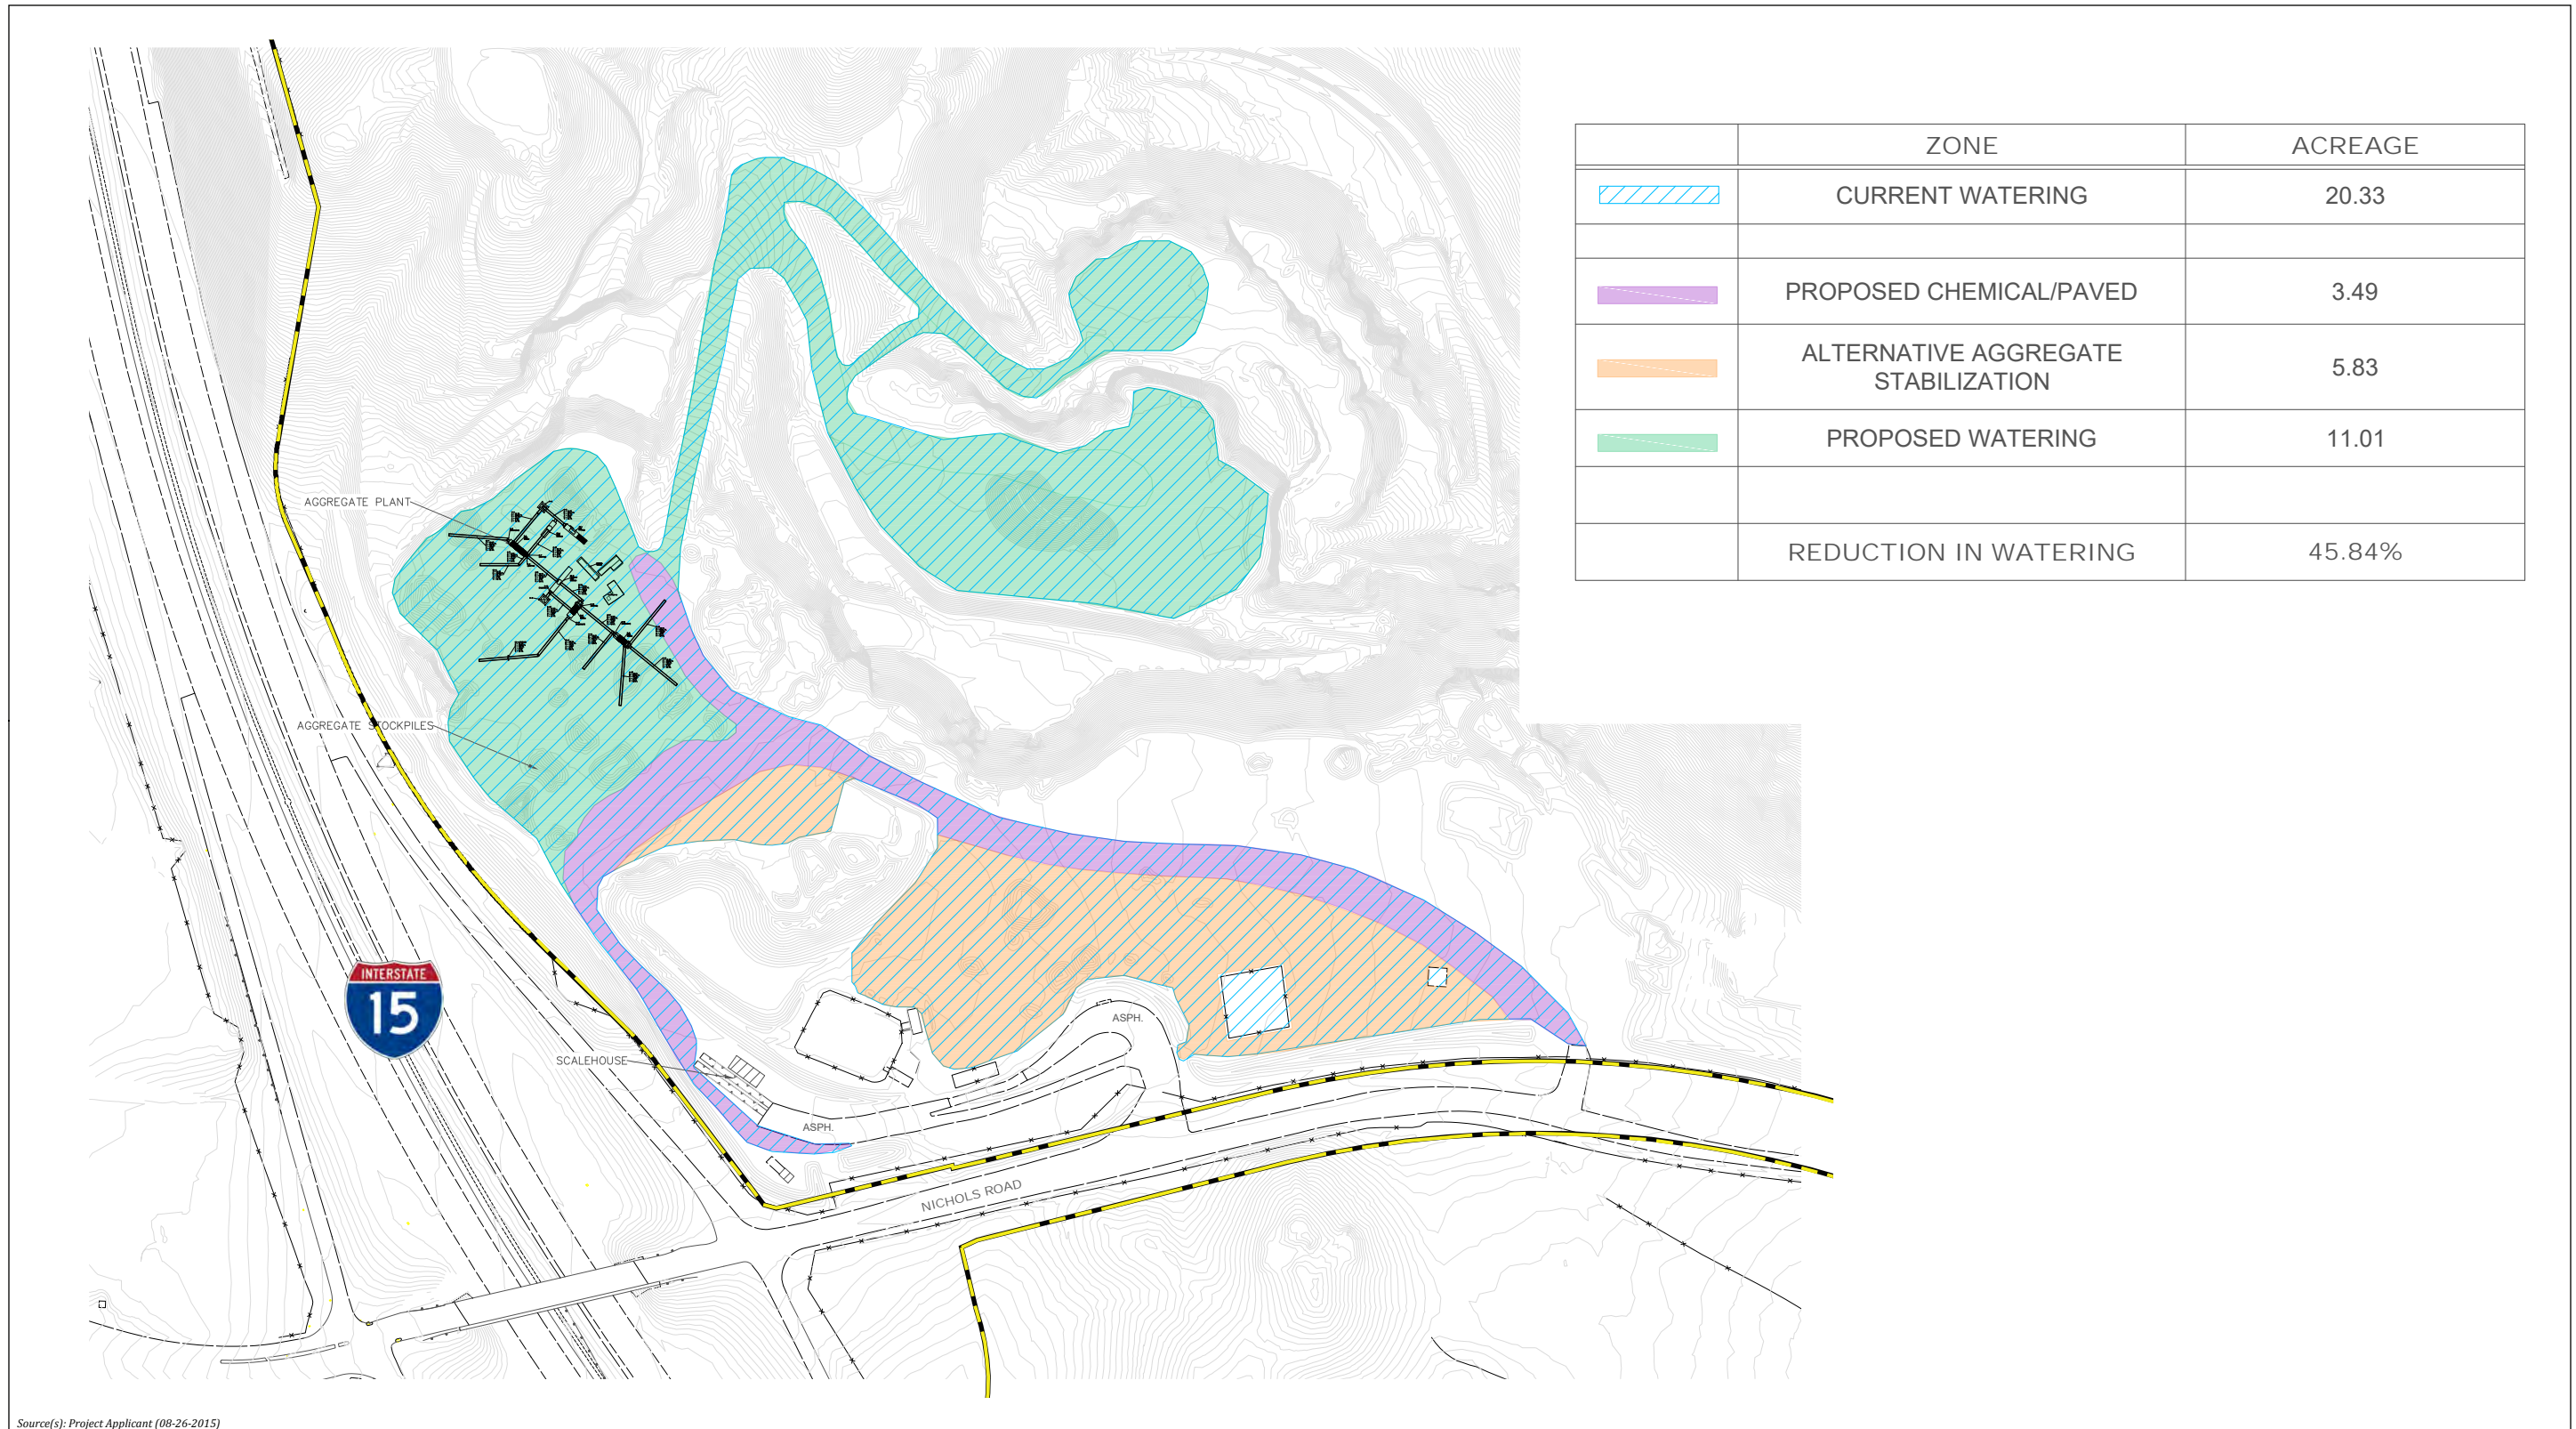 ZONE ACREAGE
CURRENT WATERING 20.33
PROPOSED CHEMICAL/PAVED 3.49
ALTERNATIVE AGGREGATE
STABILIZATION 5.83
PROPOSED WATERING 11.01
REDUCTION IN WATERING 45.84%
AGGREGATE PLANT
AGGREGATE STOCKPILES
INTERSTATE
15
ASPH.
SCALEHOUSE
ASPH.
NICHOLS ROAD
Source(s): Project Applicant (08-26-2015)